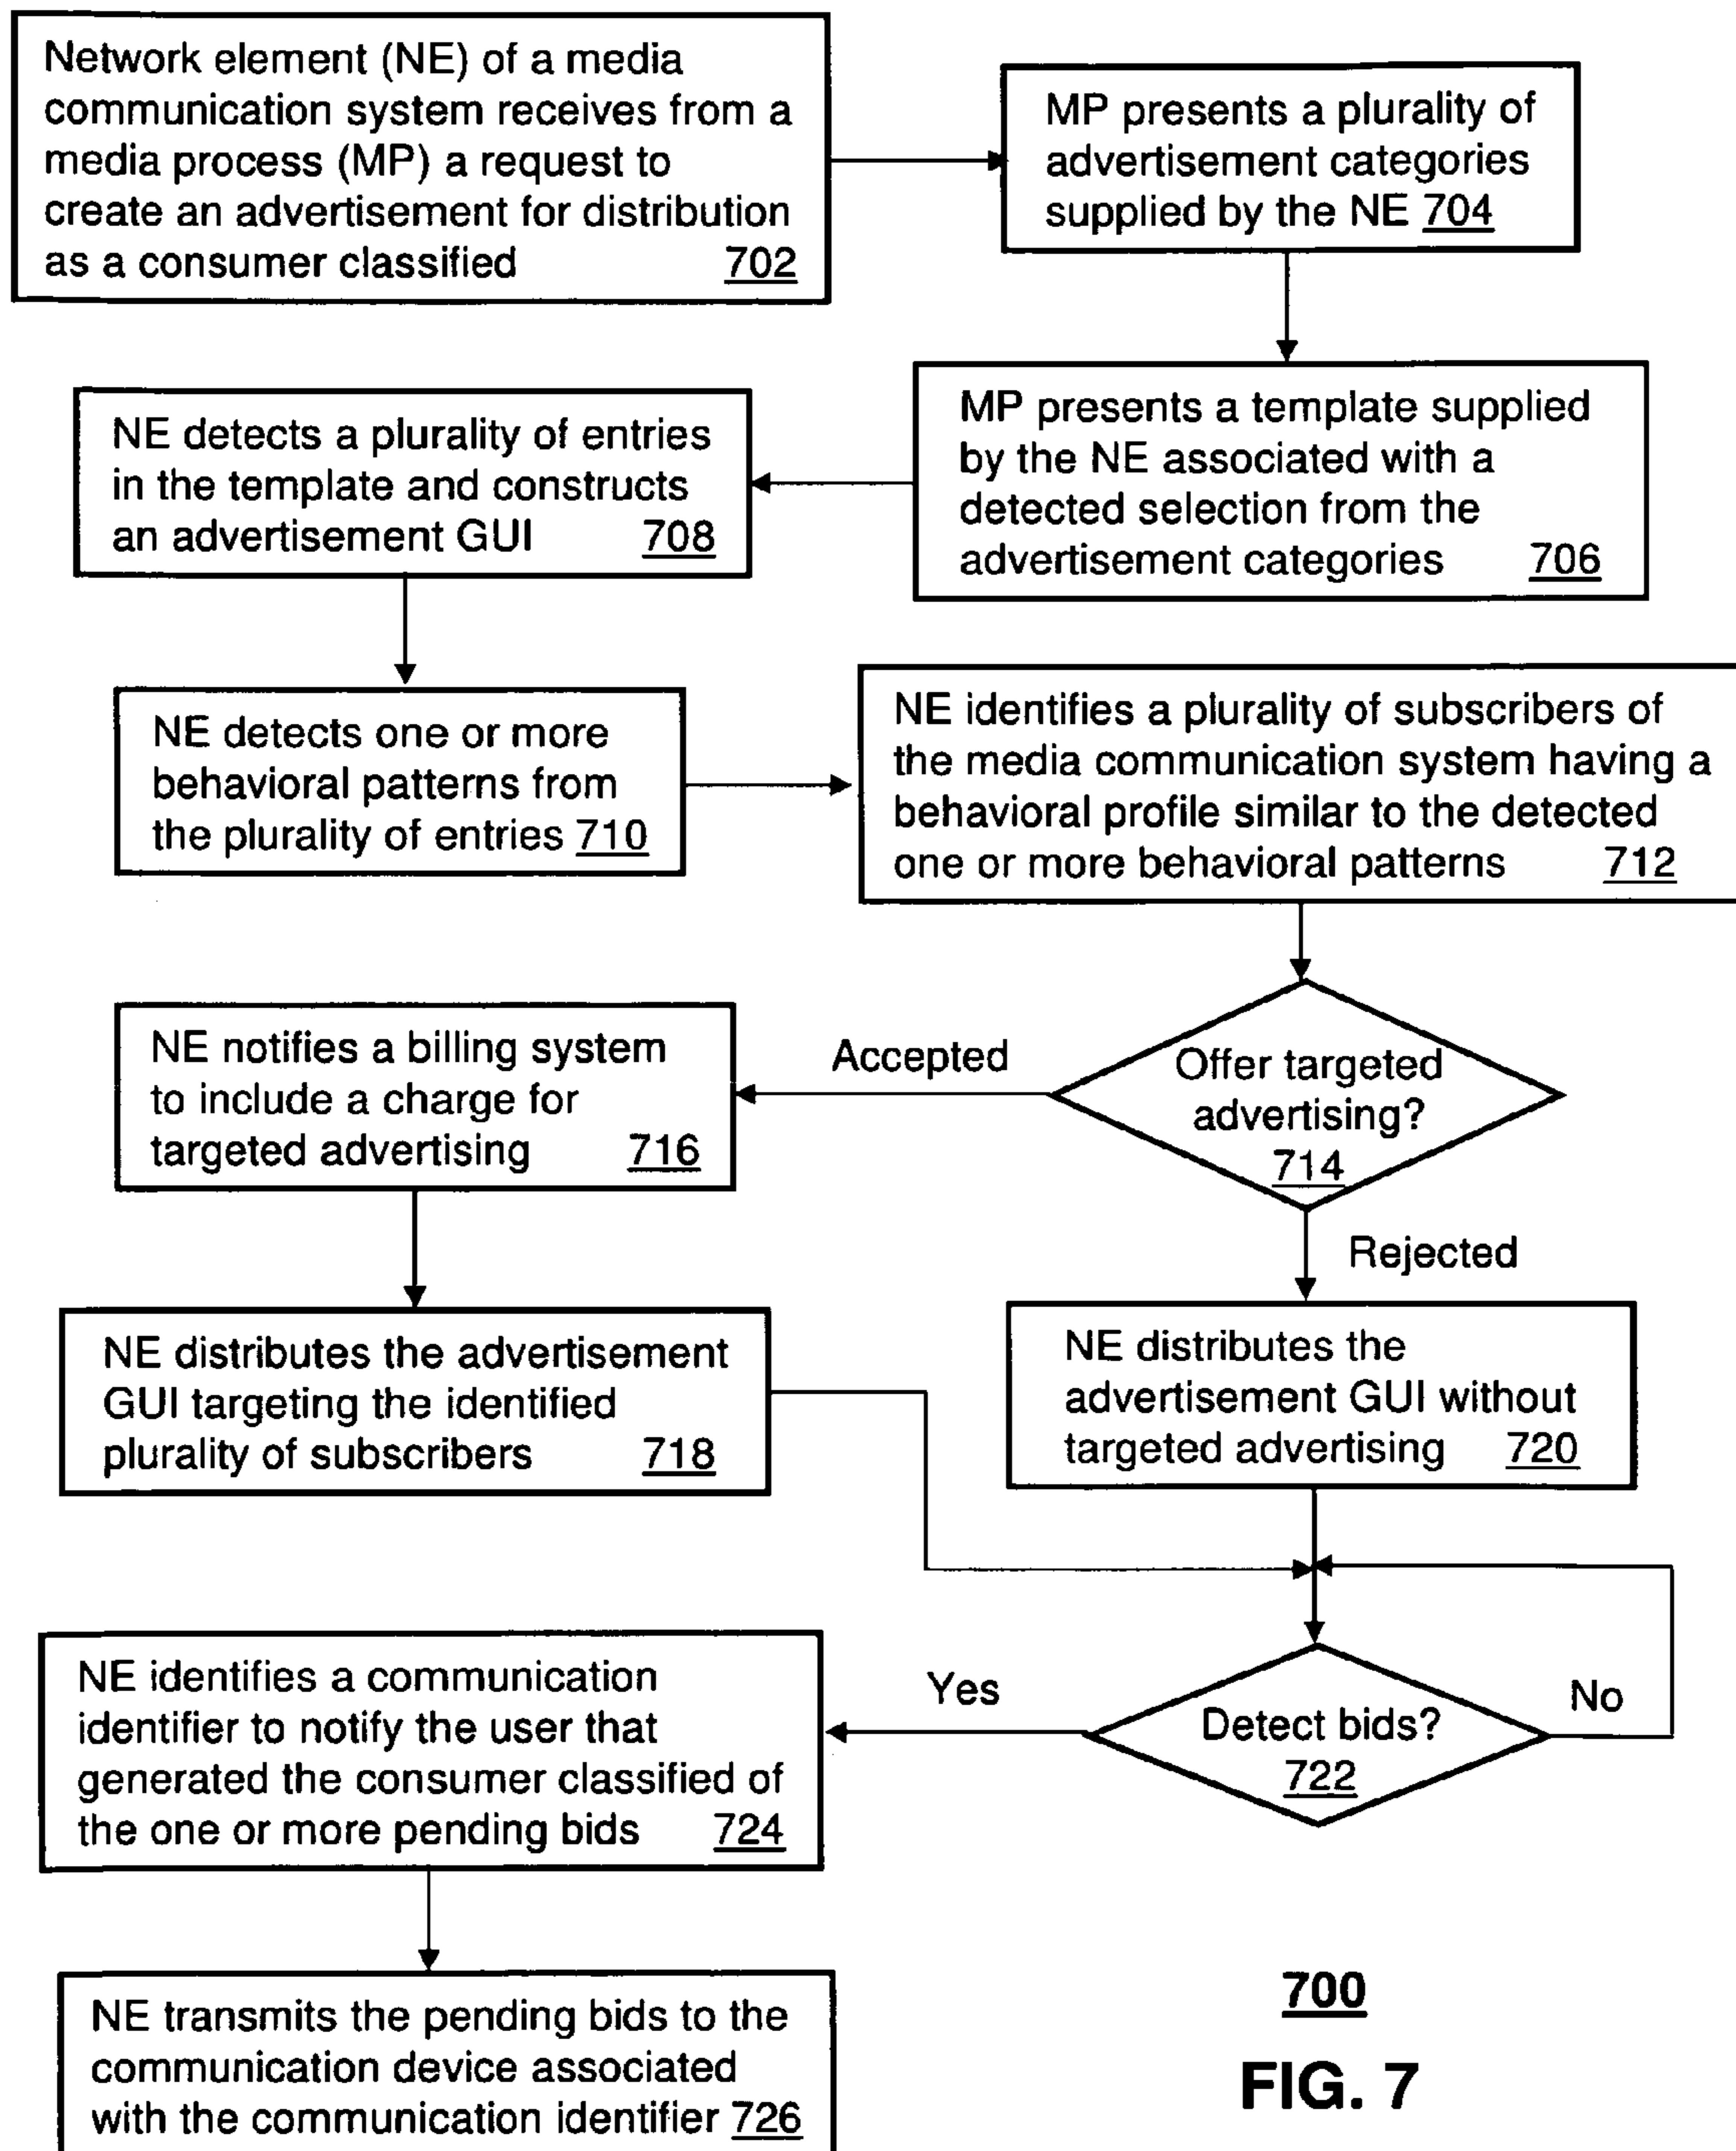 Network element (NE) of a media
communication system receives from a
media process (MP) a request to
create an advertisement for distribution
as a consumer classified 702
MP presents a plurality of
advertisement categories
supplied by the NE 704
MP presents a template supplied
by the NE associated with a
detected selection from the
advertisement categories 706
NE detects a plurality of entries
in the template and constructs
an advertisement GUI 708
NE detects one or more
behavioral patterns from
the plurality of entries 710
NE identifies a plurality of subscribers of
the media communication system having a
behavioral profile similar to the detected
one or more behavioral patterns 712
Offer targeted
advertising?
714
Accepted
NE notifies a billing system
to include a charge for
targeted advertising 716
Rejected
NE distributes the advertisement
GUI targeting the identified
plurality of subscribers 718
NE distributes the
advertisement GUI without
targeted advertising 720
Detect bids?
722
No
Yes
NE identifies a communication
identifier to notify the user that
generated the consumer classified of
the one or more pending bids 724
NE transmits the pending bids to the
communication device associated
with the communication identifier 726
700
FIG. 7